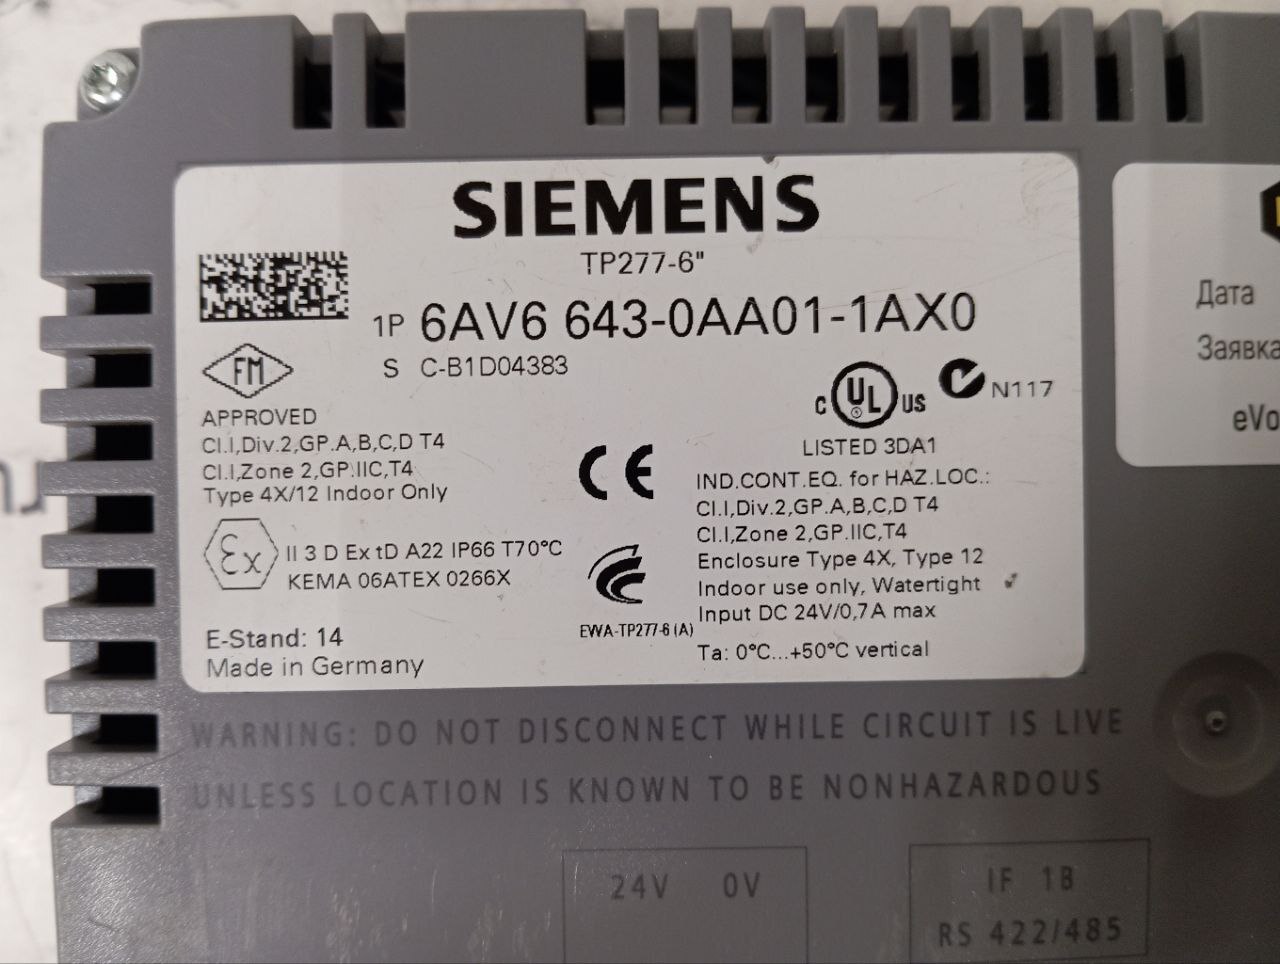 SIEMENS
TP277-6"
1P 6AV6 643-0AA01-1AX0
S C-B1D04383
FM
APPROVED
Cl.I,Div.2,GP.A,B,C,D T4
Cl.I,Zone 2,GP.IIC,T4
Type 4X/12 Indoor Only
Ex II 3 D Ex tD A22 IP66 T70°C
KEMA 06ATEX 0266X
E-Stand: 14
Made in Germany
CE
EWA-TP277-6 (A)
C UL US N117
LISTED 3DA1
IND.CONT.EQ. for HAZ.LOC.:
Cl.I,Div.2,GP.A,B,C,D T4
Cl.I,Zone 2,GP.IIC,T4
Enclosure Type 4X, Type 12
Indoor use only, Watertight
Input DC 24V/0,7A max
Ta: 0°C...+50°C vertical
Дата
Заявка
WARNING: DO NOT DISCONNECT WHILE CIRCUIT IS LIVE
UNLESS LOCATION IS KNOWN TO BE NONHAZARDOUS
24V 0V
IF 1B
RS 422/485